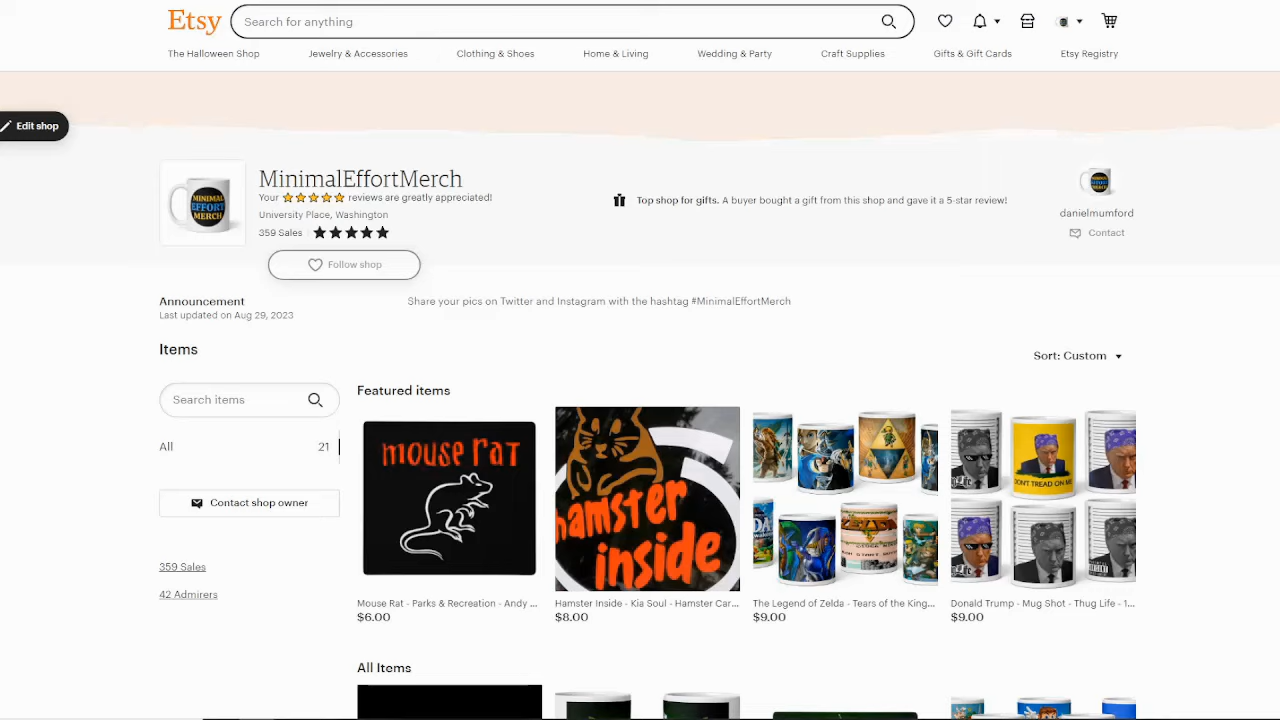 Etsy
Search for anything
The Halloween Shop
Jewelry & Accessories
Clothing & Shoes
Home & Living
Wedding & Party
Craft Supplies
Gifts & Gift Cards
Etsy Registry
Edit shop
MINIMAL
EFFORT
MERCH
MinimalEffortMerch
Your ⭐⭐⭐⭐⭐ reviews are greatly appreciated!
University Place, Washington
359 Sales
Follow shop
Top shop for gifts. A buyer bought a gift from this shop and gave it a 5-star review!
danielmumford
Contact
Announcement
Last updated on Aug 29, 2023
Share your pics on Twitter and Instagram with the hashtag #MinimalEffortMerch
Items
Sort: Custom
Search items
All 21
Contact shop owner
359 Sales
42 Admirers
Featured items
mouse rat
hamster
inside
DON'T TREAD ON ME
Mouse Rat - Parks & Recreation - Andy ...
$6.00
Hamster Inside - Kia Soul - Hamster Car...
$8.00
The Legend of Zelda - Tears of the King...
$9.00
Donald Trump - Mug Shot - Thug Life - 1...
$9.00
All Items